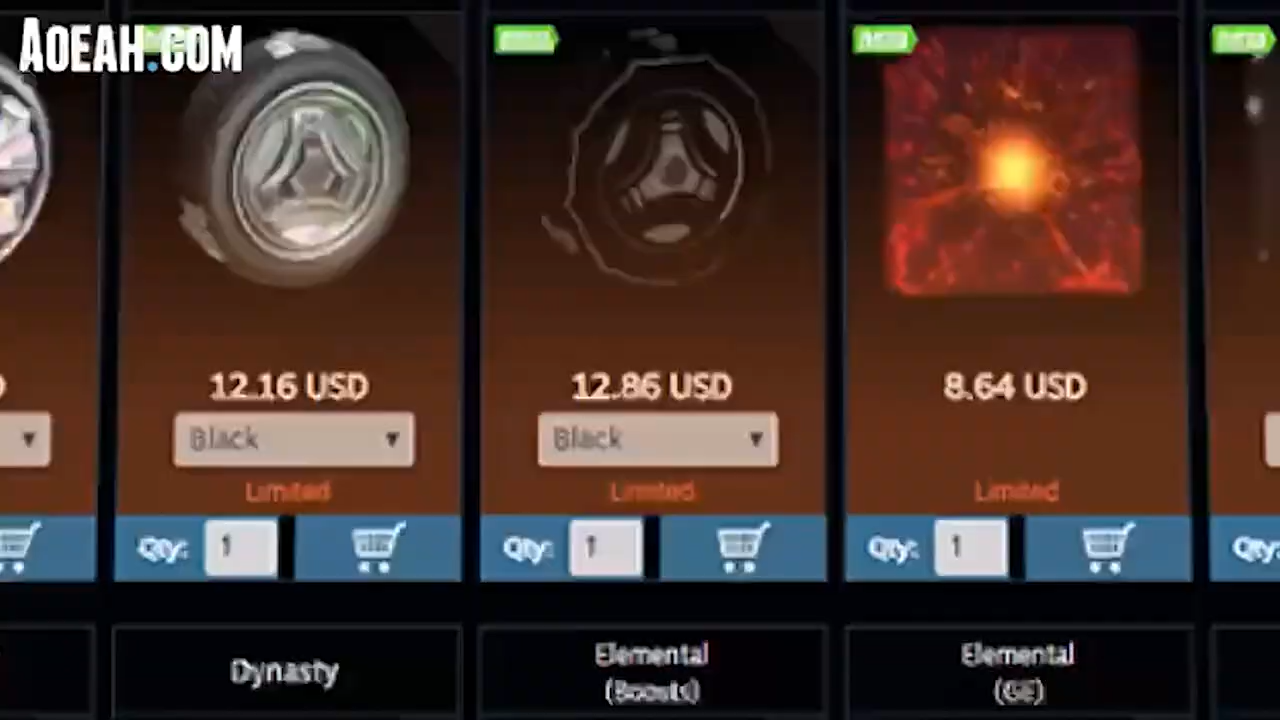 AOEAH.COM
12.16 USD
12.86 USD
8.64 USD
Black
Black
Limited
Limited
Limited
Qty: 1
Qty: 1
Qty: 1
Qty:
Dynasty
Elemental
(Boosts)
Elemental
(GE)